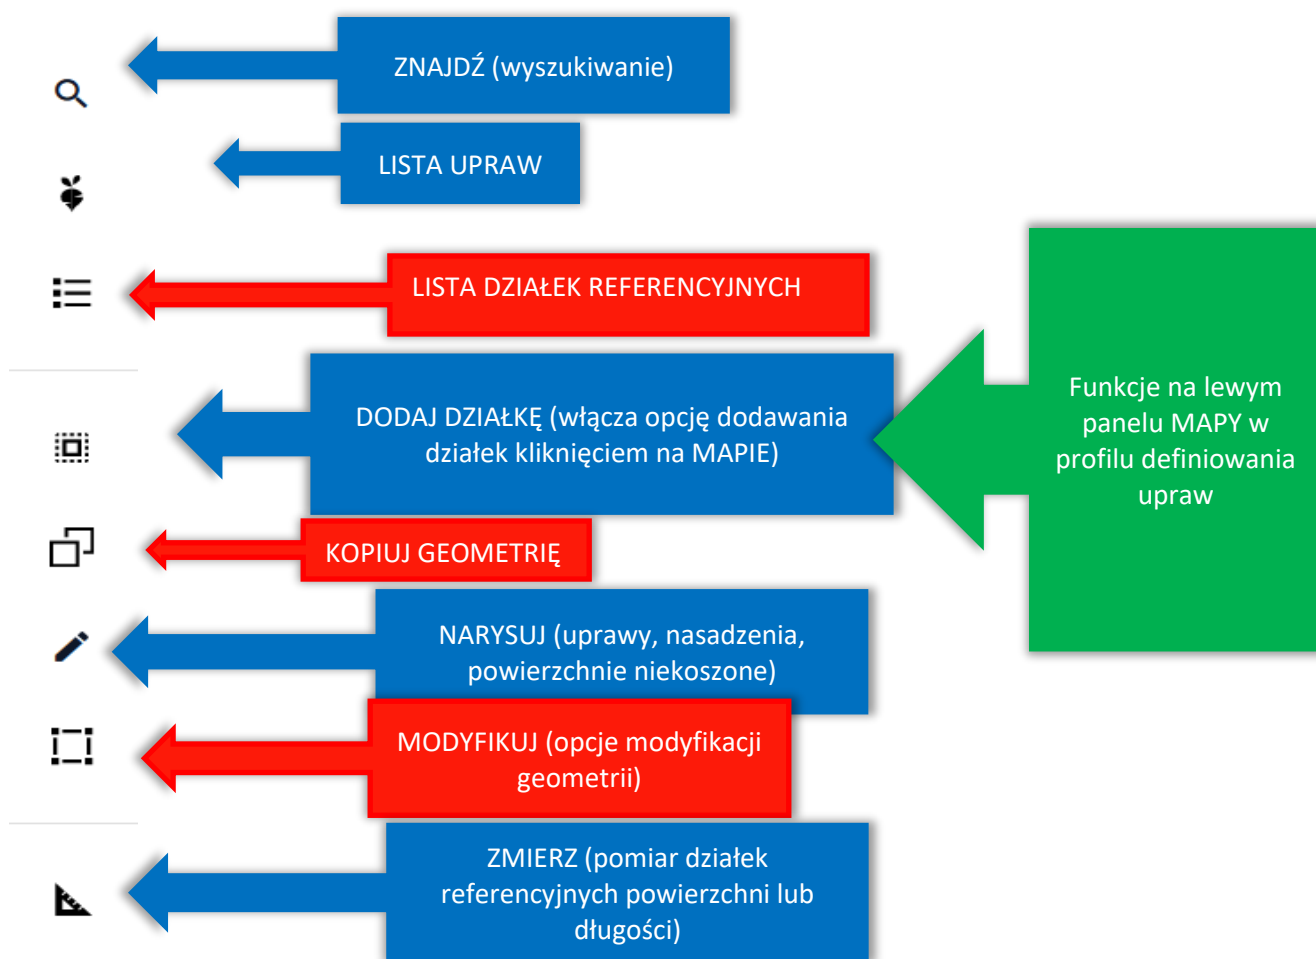 ZNAJDŹ (wyszukiwanie)
LISTA UPRAW
LISTA DZIAŁEK REFERENCYJNYCH
DODAJ DZIAŁKĘ (włącza opcję dodawania
działek kliknięciem na MAPIE)
Funkcje na lewym
panelu MAPY w
profilu definiowania
upraw
KOPIUJ GEOMETRIĘ
NARYSUJ (uprawy, nasadzenia,
powierzchnie niekoszone)
MODYFIKUJ (opcje modyfikacji
geometrii)
ZMIERZ (pomiar działek
referencyjnych powierzchni lub
długości)